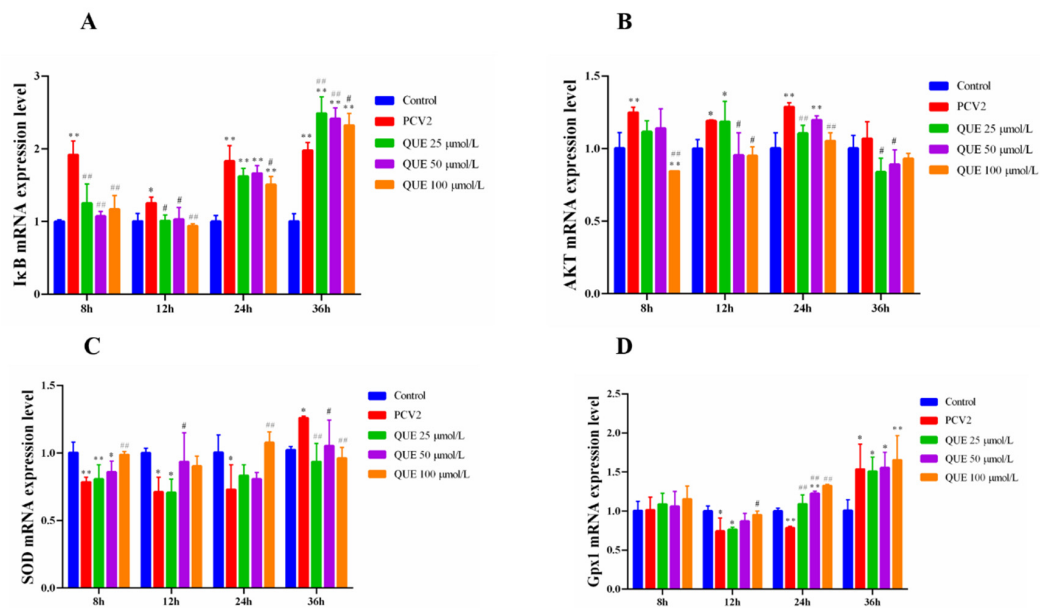 A
IκB mRNA expression level
3
2
1
0
** ## ## ##
* # # ##
** ** ** # **
** ## ** ## ** # **
8h 12h 24h 36h
Control
PCV2
QUE 25 μmol/L
QUE 50 μmol/L
QUE 100 μmol/L
B
AKT mRNA expression level
1.5
1.0
0.5
0.0
** ## **
* * # #
** ## ** ##
# #
8h 12h 24h 36h
Control
PCV2
QUE 25 μmol/L
QUE 50 μmol/L
QUE 100 μmol/L
C
SOD mRNA expression level
1.5
1.0
0.5
0.0
** ** * ##
* * #
* ##
* ## # ##
8h 12h 24h 36h
Control
PCV2
QUE 25 μmol/L
QUE 50 μmol/L
QUE 100 μmol/L
D
Gpx1 mRNA expression level
2.5
2.0
1.5
1.0
0.5
0.0
* * #
** ## ## ** ##
* * * **
8h 12h 24h 36h
Control
PCV2
QUE 25 μmol/L
QUE 50 μmol/L
QUE 100 μmol/L